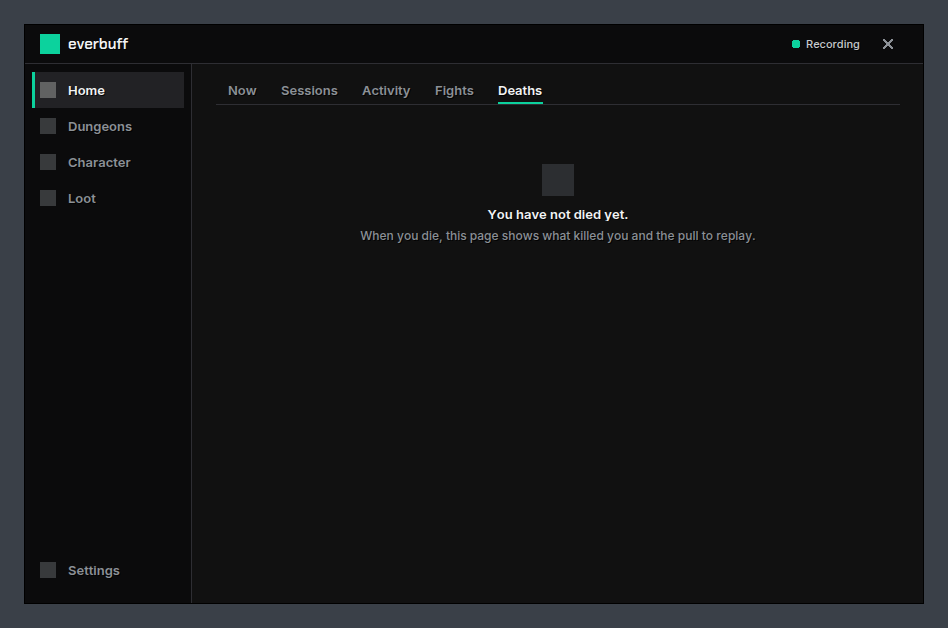 everbuff
Recording
Home
Dungeons
Character
Loot
Settings
Now Sessions Activity Fights Deaths
You have not died yet.
When you die, this page shows what killed you and the pull to replay.